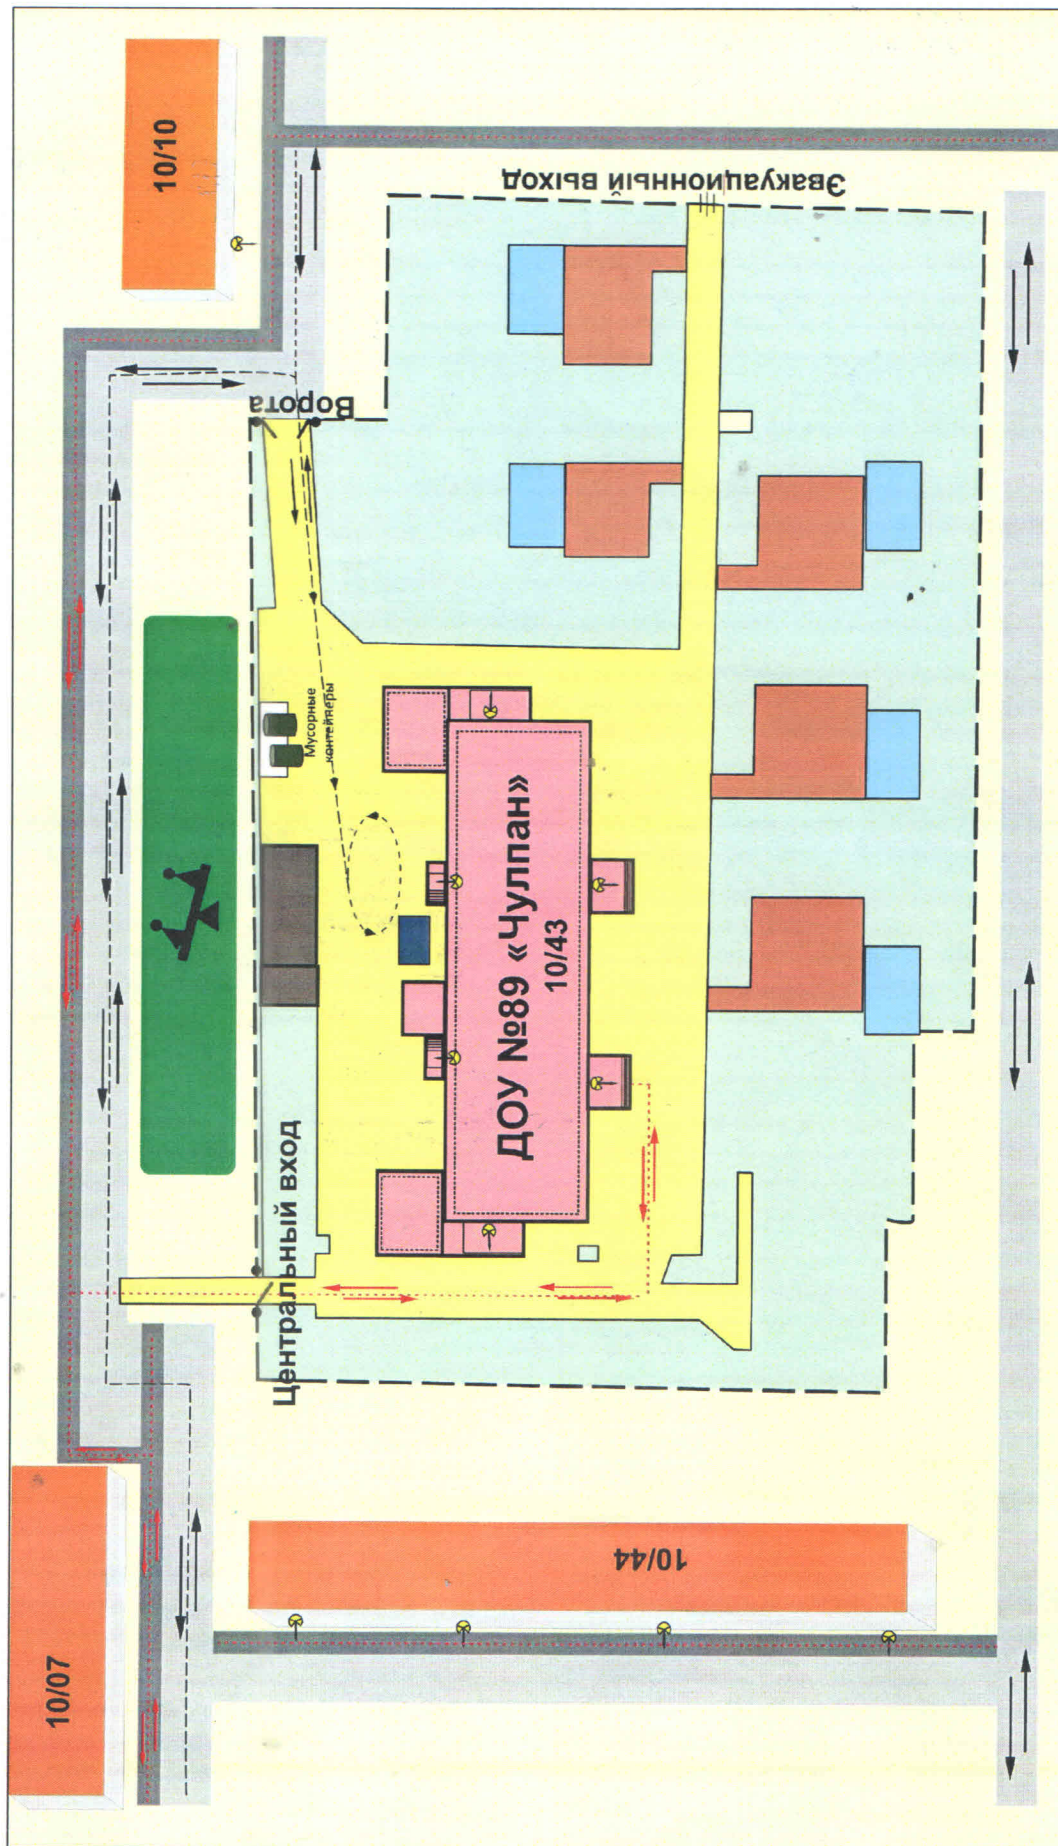 10/10
Эвакуационный выход
Ворота
Мусорные
контейнеры
ДОУ №89 «Чулпан»
10/43
Центральный вход
10/44
10/07